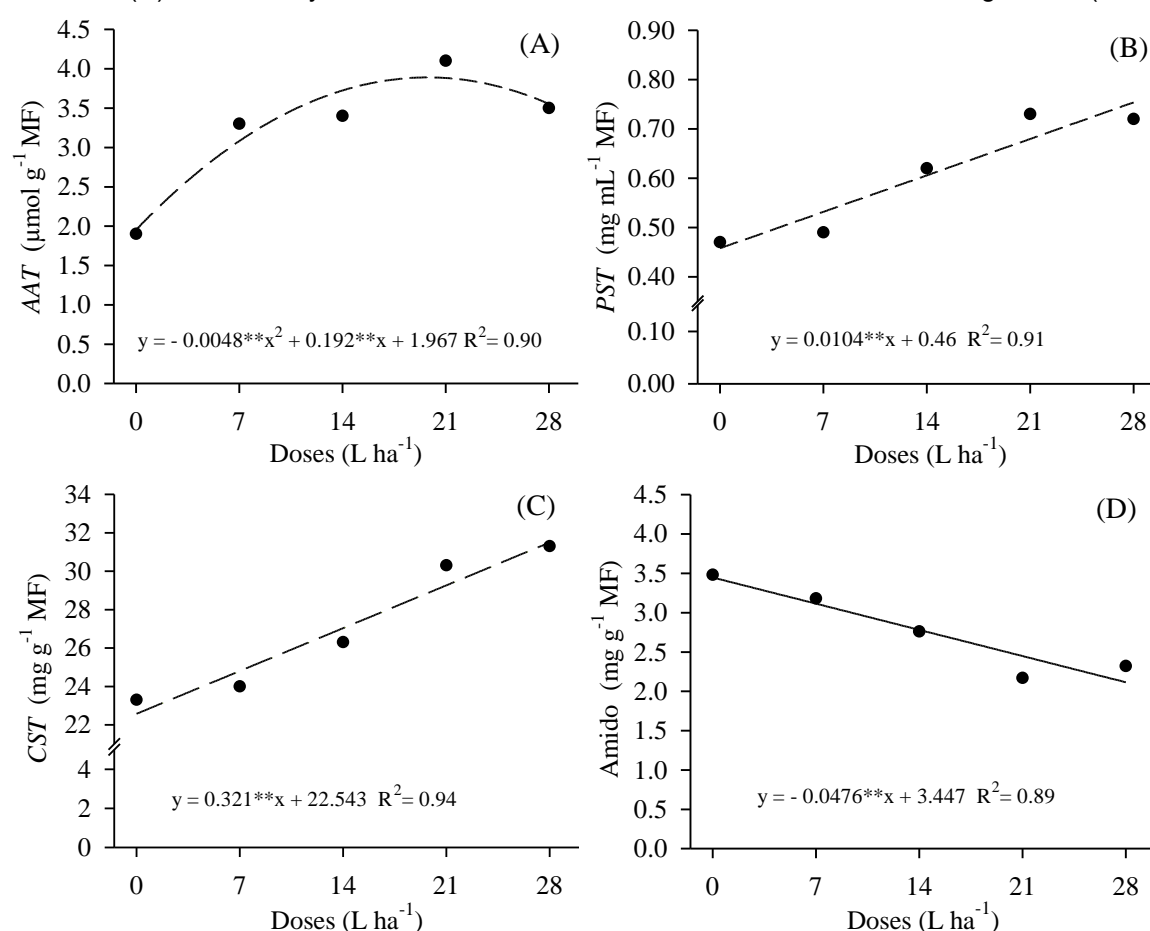 (A)
4.5
4.0
3.5
3.0
2.5
2.0
1.5
1.0
0.5
0.0
AAT (µmol g⁻¹ MF)
y = - 0.0048**x² + 0.192**x + 1.967 R²= 0.90
0 7 14 21 28
Doses (L ha⁻¹)
(B)
0.90
0.80
0.70
0.60
0.50
0.40
0.10
0.00
PST (mg mL⁻¹ MF)
y = 0.0104**x + 0.46 R²= 0.91
0 7 14 21 28
Doses (L ha⁻¹)
(C)
34
32
30
28
26
24
22
4
2
0
CST (mg g⁻¹ MF)
y = 0.321**x + 22.543 R²= 0.94
0 7 14 21 28
Doses (L ha⁻¹)
(D)
4.5
4.0
3.5
3.0
2.5
2.0
1.5
1.0
0.5
0.0
Amido (mg g⁻¹ MF)
y = - 0.0476**x + 3.447 R²= 0.89
0 7 14 21 28
Doses (L ha⁻¹)